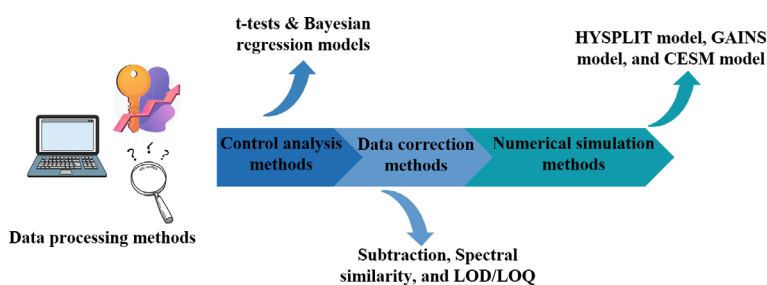 t-tests & Bayesian
regression models
HYSPLIT model, GAINS
model, and CESM model
Control analysis
methods
Data correction
methods
Numerical simulation
methods
? ? ?
Data processing methods
Subtraction, Spectral
similarity, and LOD/LOQ